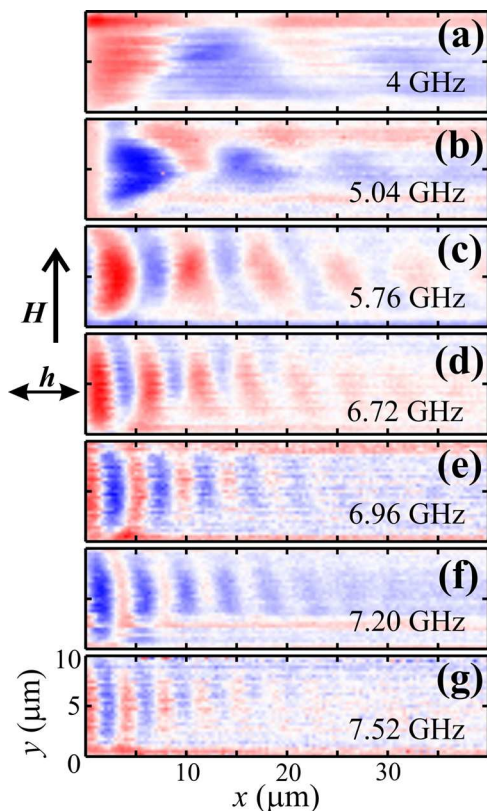 (a)
4 GHz
(b)
5.04 GHz
(c)
5.76 GHz
H
h
(d)
6.72 GHz
(e)
6.96 GHz
(f)
7.20 GHz
(g)
7.52 GHz
10
y (μm)
5
0
10
20
30
x (μm)